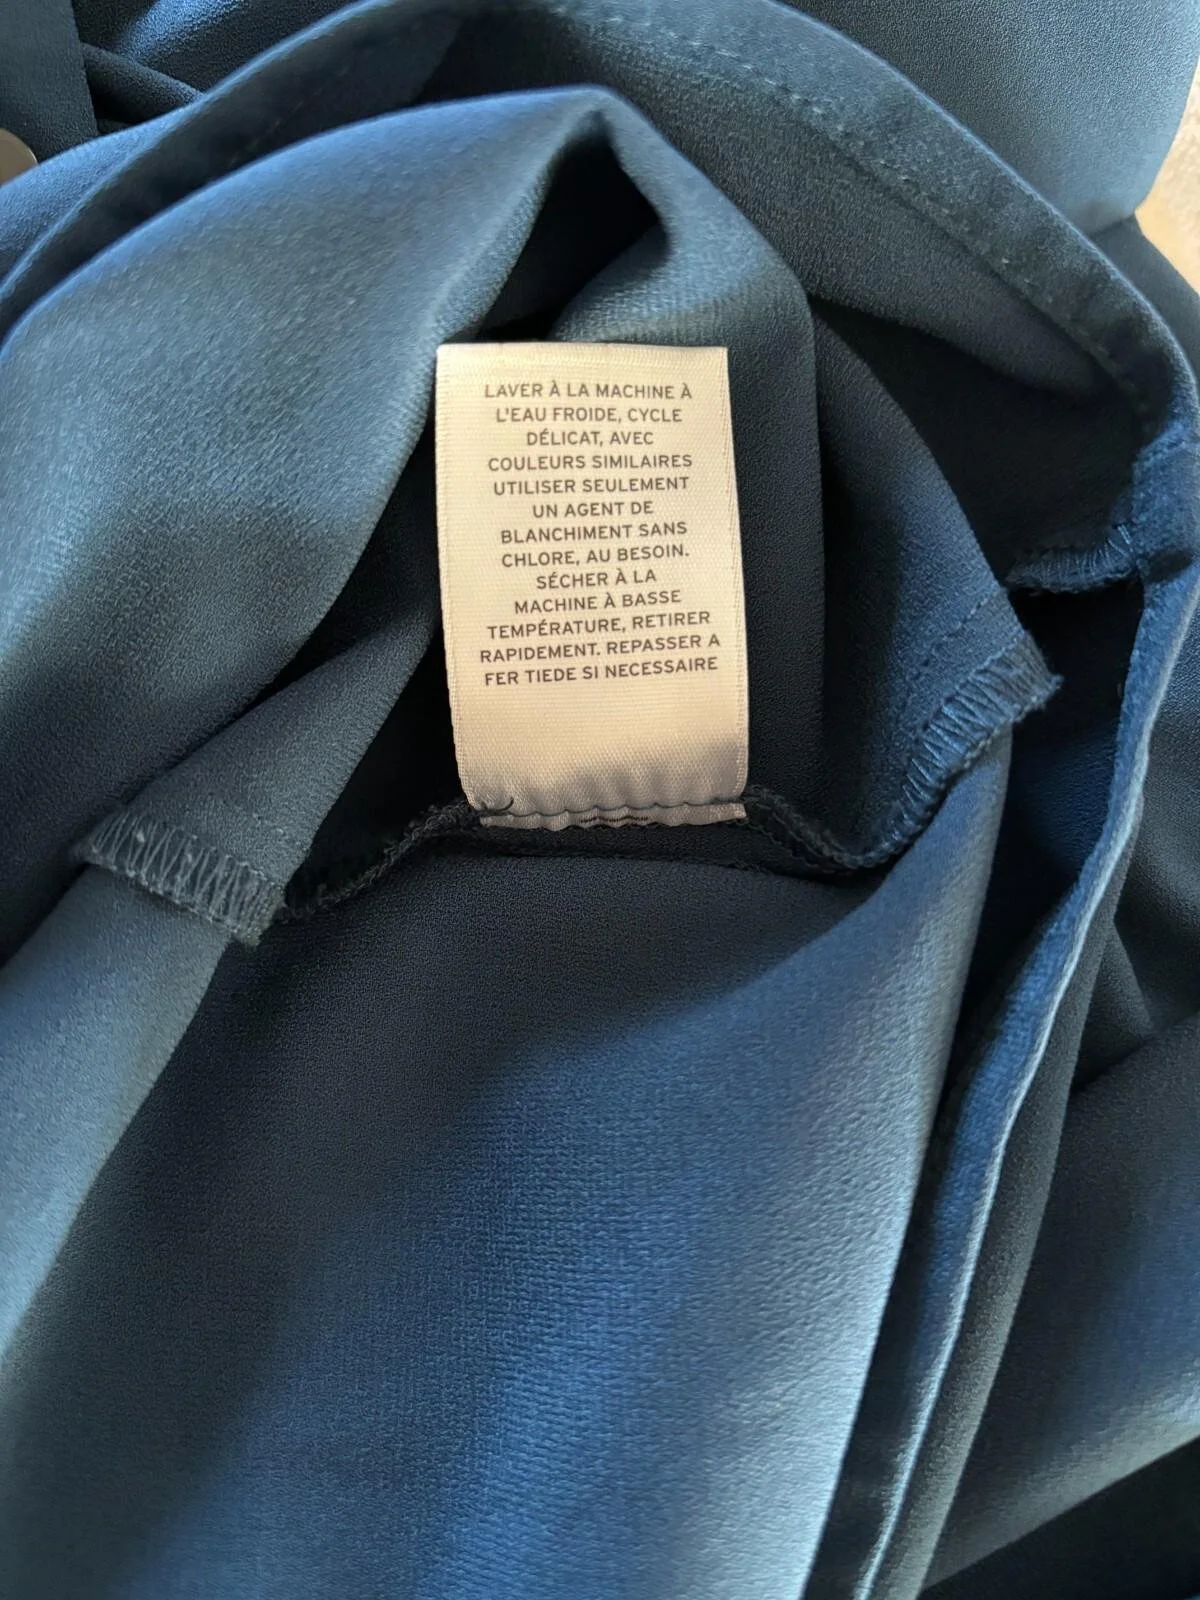 LAVER À LA MACHINE À
L'EAU FROIDE, CYCLE
DÉLICAT, AVEC
COULEURS SIMILAIRES
UTILISER SEULEMENT
UN AGENT DE
BLANCHIMENT SANS
CHLORE, AU BESOIN.
SÉCHER À LA
MACHINE À BASSE
TEMPÉRATURE, RETIRER
RAPIDEMENT. REPASSER A
FER TIEDE SI NECESSAIRE